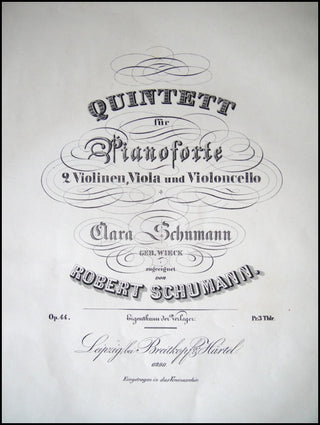 QUINTETT
für
Pianoforte
2 Violinen, Viola und Violoncello
Clara Schumann
GEB. WIECK
zugeeignet
von
ROBERT SCHUMANN.
Op. 44. Eigenthum der Verleger. Pr. 3 Thlr.
Leipzig, bei Breitkopf & Härtel
Eingetragen in das Vereinsarchiv